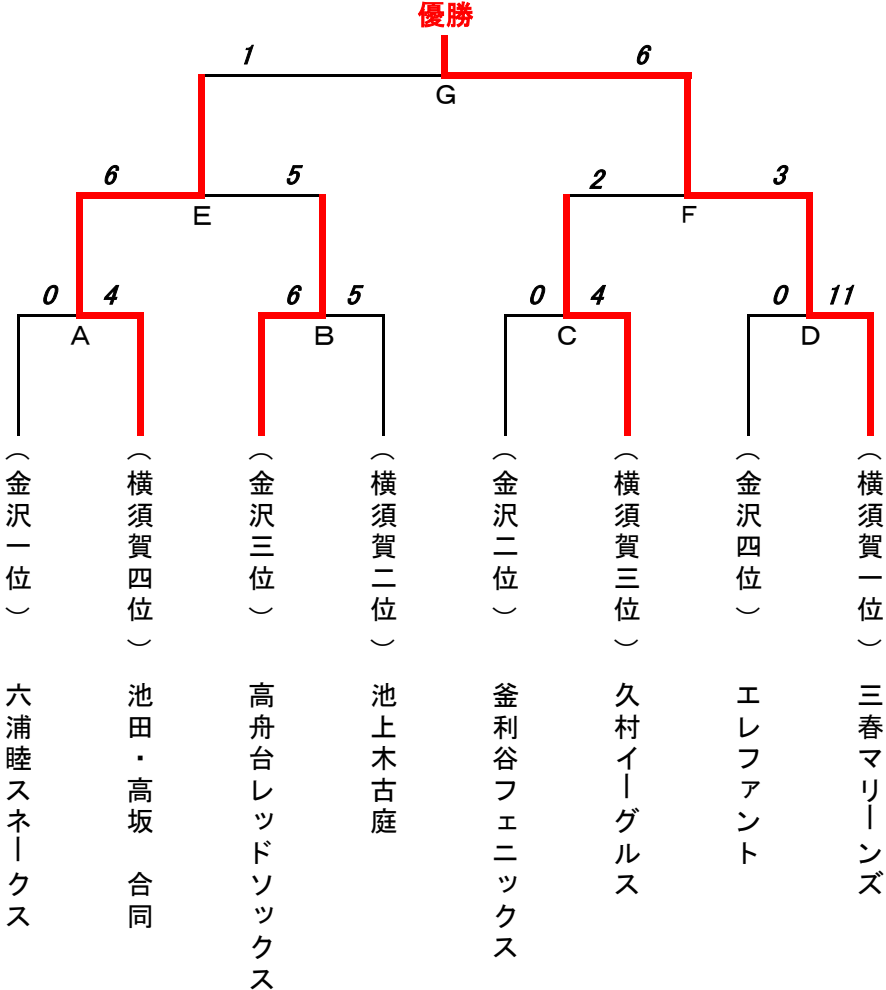 優勝
1
6
G
6
5
2
3
E
F
0
4
6
5
0
4
0
11
A
B
C
D
（金沢一位）　六浦睦スネークス
（横須賀四位）　池田・高坂　合同
（金沢三位）　高舟台レッドソックス
（横須賀二位）　池上木古庭
（金沢二位）　釜利谷フェニックス
（横須賀三位）　久村イーグルス
（金沢四位）　エレファント
（横須賀一位）　三春マリーンズ